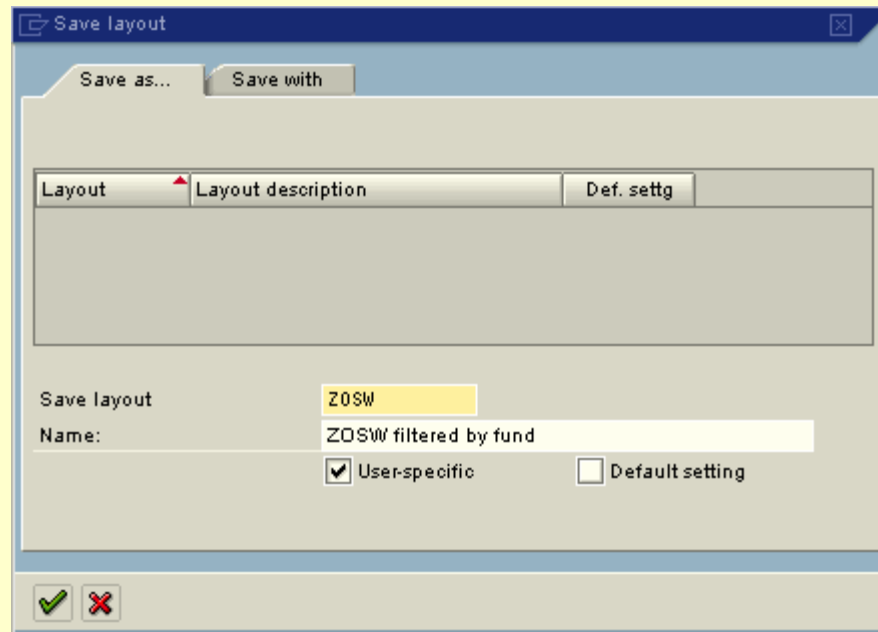 Save layout
Save as... Save with
Layout Layout description Def. settg
Save layout ZOSW
Name: ZOSW filtered by fund
User-specific Default setting